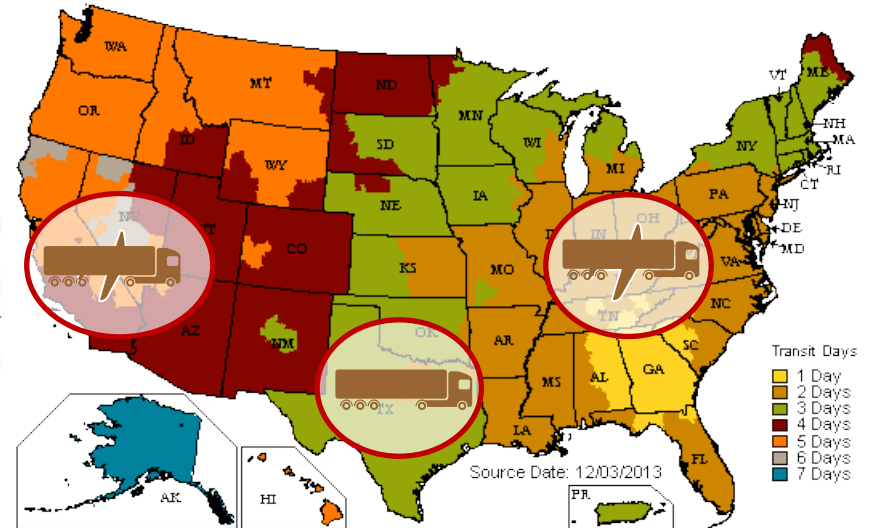 WA
OR
MT
ID
WY
ND
SD
NE
MN
WI
IA
MI
NY
VT
ME
NH
MA
RI
CT
PA
NJ
DE
MD
NV
UT
CO
KS
MO
IN
OH
VA
NC
TN
SC
AZ
NM
OK
TX
AR
LA
MS
AL
GA
FL
AK
HI
PR
Source Date: 12/03/2013
Transit Days
1 Day
2 Days
3 Days
4 Days
5 Days
6 Days
7 Days